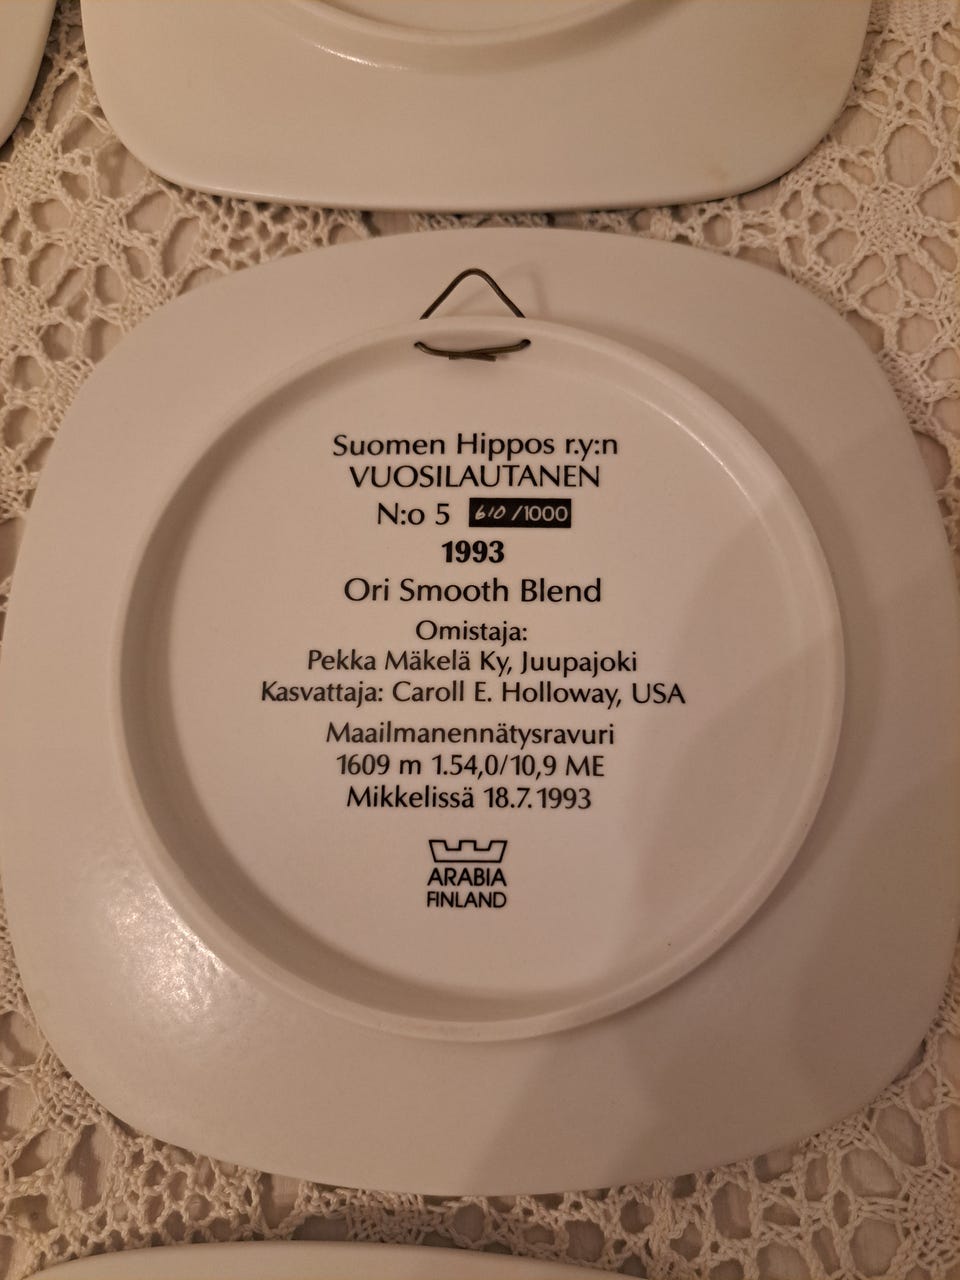 Suomen Hippos r.y:n
VUOSILAUTANEN
N:o 5 610/1000
1993
Ori Smooth Blend
Omistaja:
Pekka Mäkelä Ky, Juupajoki
Kasvattaja: Caroll E. Holloway, USA
Maailmanennätysravuri
1609 m 1.54,0/10,9 ME
Mikkelissä 18.7.1993
ARABIA
FINLAND